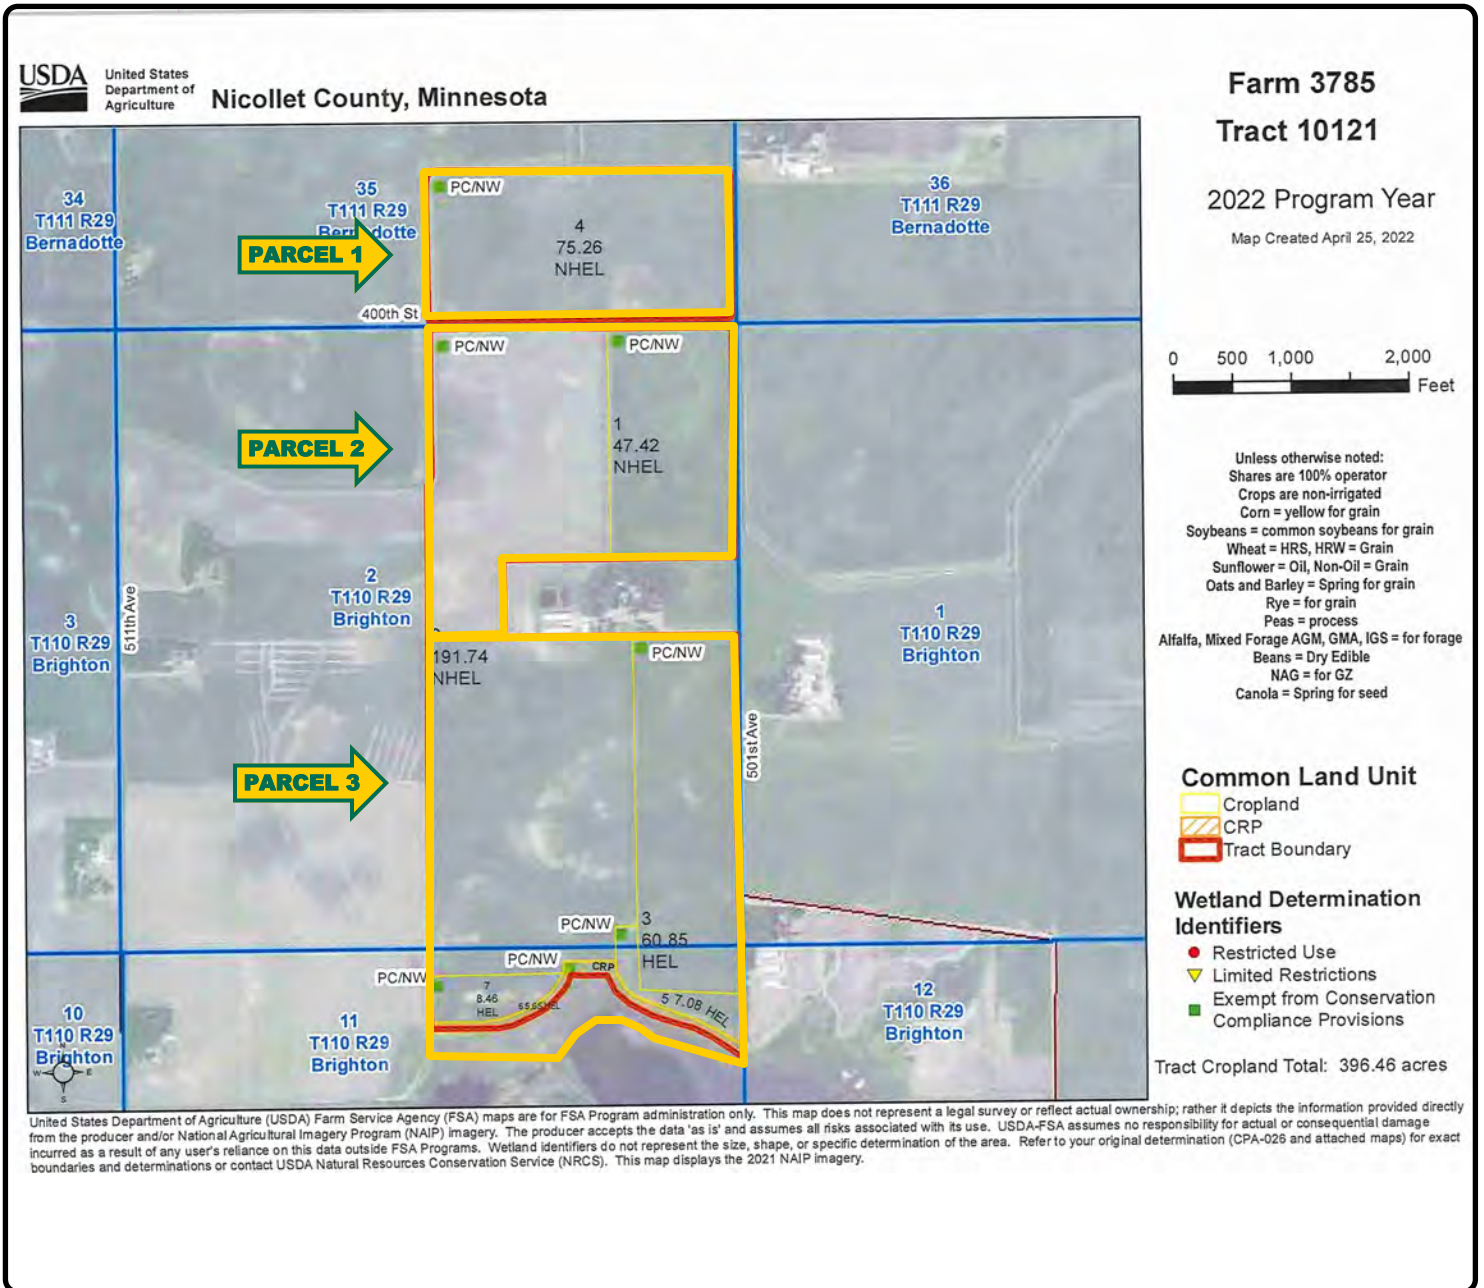 USDA
United States
Department of
Agriculture
Nicollet County, Minnesota
Farm 3785
Tract 10121
2022 Program Year
Map Created April 25, 2022
34
T111 R29
Bernadotte
35
T111 R29
Bernadotte
36
T111 R29
Bernadotte
PC/NW
4
75.26
NHEL
PARCEL 1
400th St
PC/NW
PC/NW
1
47.42
NHEL
PARCEL 2
2
T110 R29
Brighton
3
T110 R29
Brighton
511th Ave
1
T110 R29
Brighton
191.74
NHEL
PC/NW
501st Ave
PARCEL 3
PC/NW
3
60.85
HEL
PC/NW
CRP
PC/NW
7
8.46
HEL
5 7.08 HEL
10
T110 R29
Brighton
11
T110 R29
Brighton
12
T110 R29
Brighton
N
W E
S
0 500 1,000 2,000
Feet
Unless otherwise noted:
Shares are 100% operator
Crops are non-irrigated
Corn = yellow for grain
Soybeans = common soybeans for grain
Wheat = HRS, HRW = Grain
Sunflower = Oil, Non-Oil = Grain
Oats and Barley = Spring for grain
Rye = for grain
Peas = process
Alfalfa, Mixed Forage AGM, GMA, IGS = for forage
Beans = Dry Edible
NAG = for GZ
Canola = Spring for seed
Common Land Unit
Cropland
CRP
Tract Boundary
Wetland Determination
Identifiers
Restricted Use
Limited Restrictions
Exempt from Conservation
Compliance Provisions
Tract Cropland Total: 396.46 acres
United States Department of Agriculture (USDA) Farm Service Agency (FSA) maps are for FSA Program administration only. This map does not represent a legal survey or reflect actual ownership; rather it depicts the information provided directly
from the producer and/or National Agricultural Imagery Program (NAIP) imagery. The producer accepts the data 'as is' and assumes all risks associated with its use. USDA-FSA assumes no responsibility for actual or consequential damage
incurred as a result of any user's reliance on this data outside FSA Programs. Wetland identifiers do not represent the size, shape, or specific determination of the area. Refer to your original determination (CPA-026 and attached maps) for exact
boundaries and determinations or contact USDA Natural Resources Conservation Service (NRCS). This map displays the 2021 NAIP imagery.